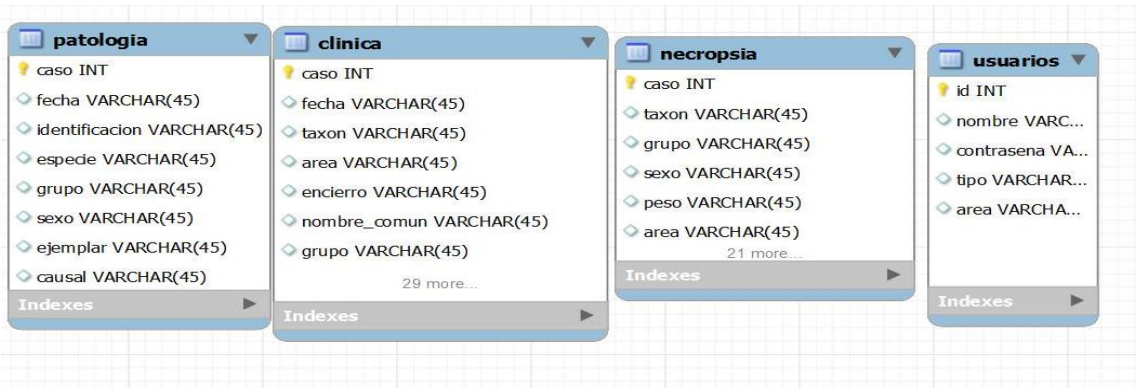 patologia
caso INT
fecha VARCHAR(45)
identificacion VARCHAR(45)
especie VARCHAR(45)
grupo VARCHAR(45)
sexo VARCHAR(45)
ejemplar VARCHAR(45)
causal VARCHAR(45)
Indexes
clinica
caso INT
fecha VARCHAR(45)
taxon VARCHAR(45)
area VARCHAR(45)
encierro VARCHAR(45)
nombre_comun VARCHAR(45)
grupo VARCHAR(45)
29 more...
Indexes
necropsia
caso INT
taxon VARCHAR(45)
grupo VARCHAR(45)
sexo VARCHAR(45)
peso VARCHAR(45)
area VARCHAR(45)
21 more...
Indexes
usuarios
id INT
nombre VARC...
contrasena VA...
tipo VARCHAR...
area VARCHA...
Indexes